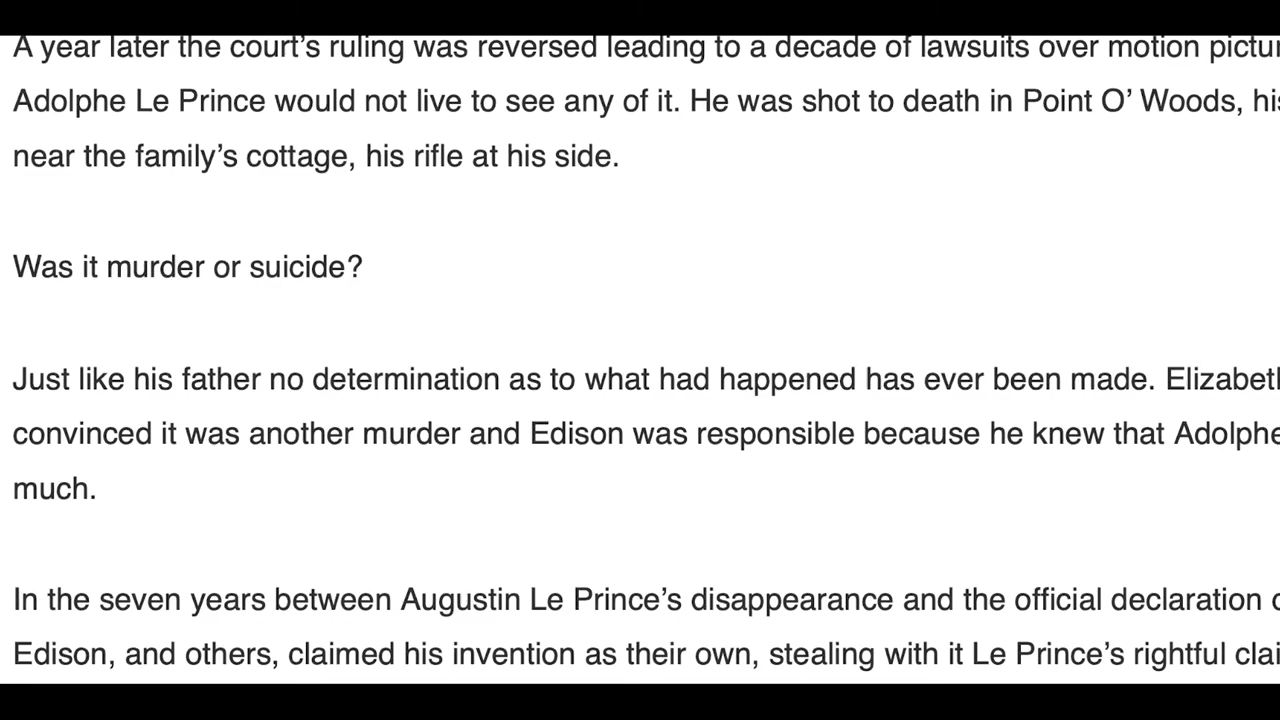 A year later the court's ruling was reversed leading to a decade of lawsuits over motion
Adolphe Le Prince would not live to see any of it. He was shot to death in Point O’ Woods,
near the family’s cottage, his rifle at his side.
Was it murder or suicide?
Just like his father no determination as to what had happened has ever been made.
convinced it was another murder and Edison was responsible because he knew that Adolphe
much.
In the seven years between Augustin Le Prince’s disappearance and the official declaration
Edison, and others, claimed his invention as their own, stealing with it Le Prince’s rightful